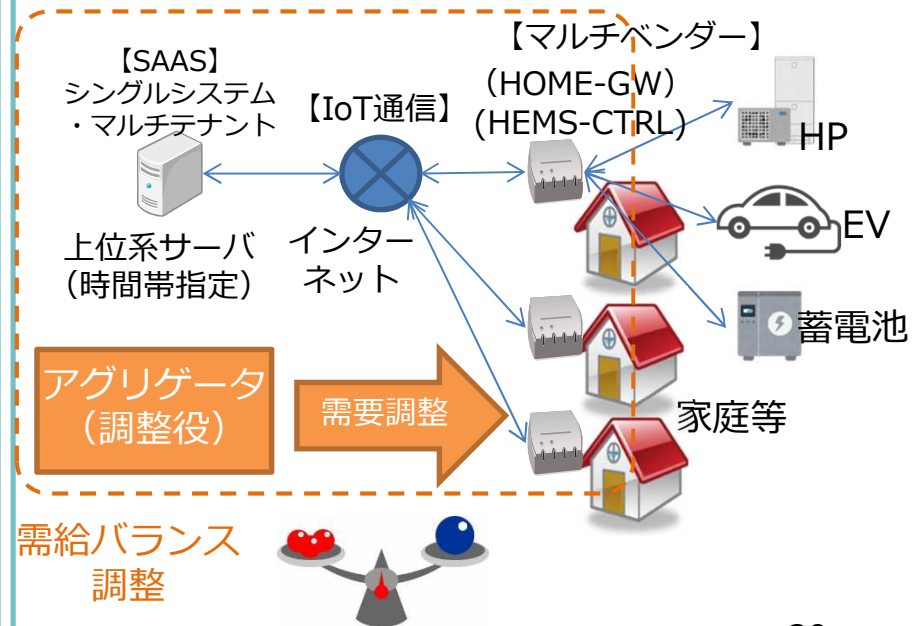 【マルチベンダー】
【SAAS】
シングルシステム
・マルチテナント
【IoT通信】
(HOME-GW)
(HEMS-CTRL)
HP
EV
上位系サーバ
（時間帯指定）
インター
ネット
蓄電池
アグリゲータ
（調整役）
需要調整
家庭等
需給バランス
調整